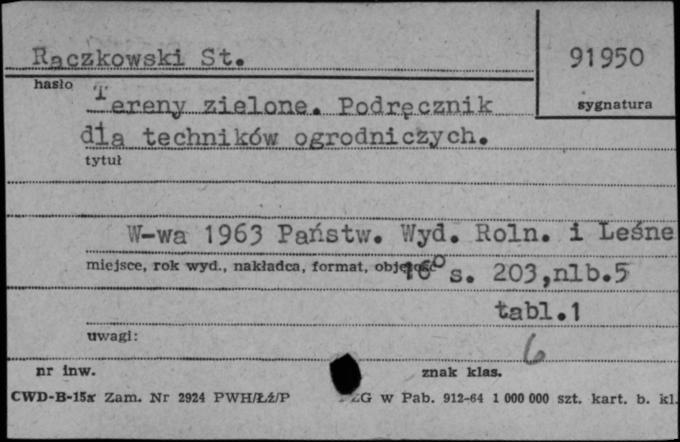 Rączkowski St.
91950
hasło
sygnatura
Tereny zielone. Podręcznik
dla techników ogrodniczych.
tytuł
W-wa 1963 Państw. Wyd. Roln. i Leśne
miejsce, rok wyd., nakładca, format, objętość
16° s. 203,nlb.5
tabl.1
uwagi:
6
nr inw.
znak klas.
CWD-B-15x Zam. Nr 2924 PWH/Łź/P ZG w Pab. 912-64 1 000 000 szt. kart. b. kl.